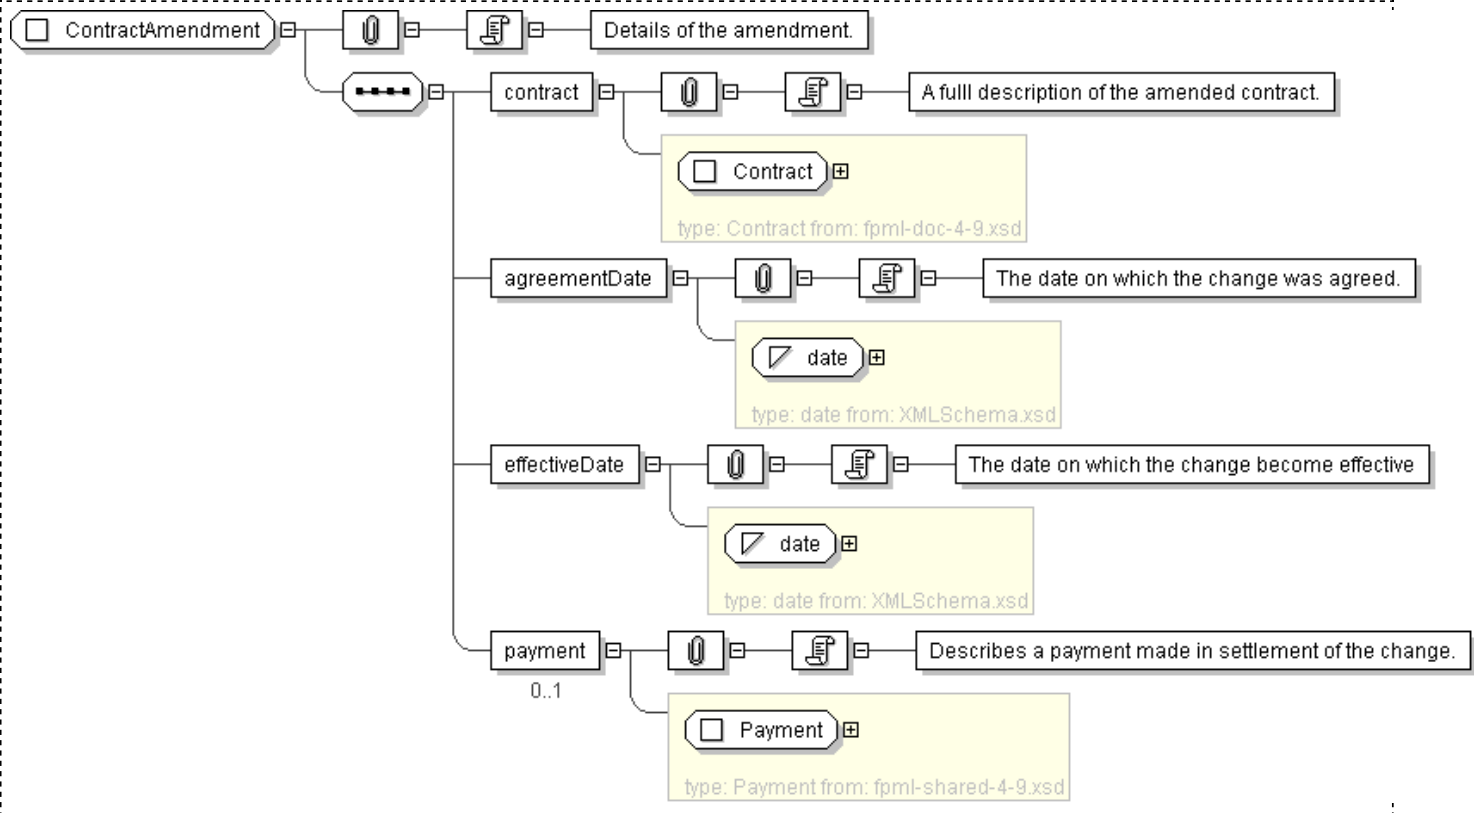 ContractAmendment
Details of the amendment.
contract
A fulll description of the amended contract.
Contract
type: Contract from: fpml-doc-4-9.xsd
agreementDate
The date on which the change was agreed.
date
type: date from: XMLSchema.xsd
effectiveDate
The date on which the change become effective
date
type: date from: XMLSchema.xsd
payment
Describes a payment made in settlement of the change.
0..1
Payment
type: Payment from: fpml-shared-4-9.xsd